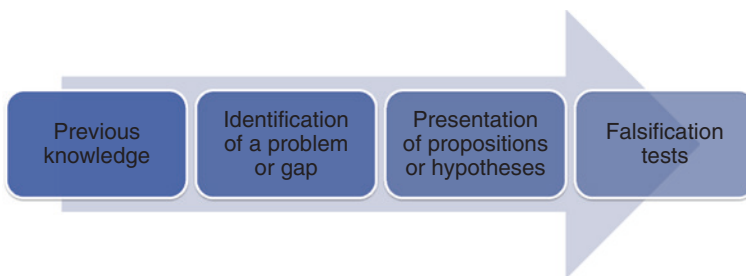 Previous
knowledge
Identification
of a problem
or gap
Presentation
of propositions
or hypotheses
Falsification
tests